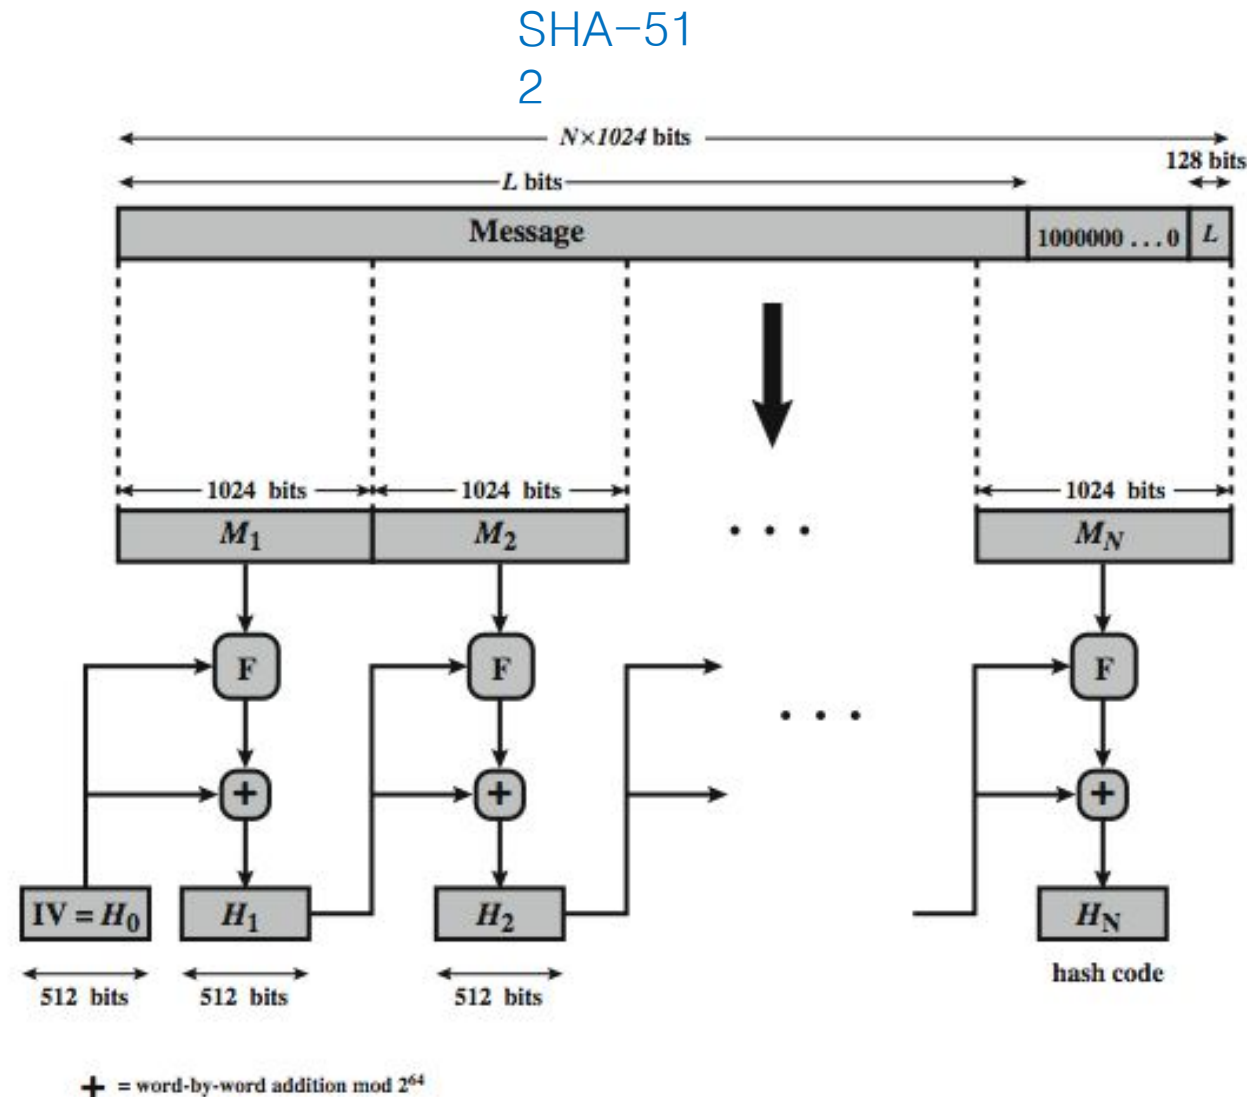 SHA-51
2
N×1024 bits
128 bits
L bits
Message
1000000 . . . 0
L
1024 bits
1024 bits
1024 bits
M1
M2
. . .
MN
F
F
F
. . .
+
+
+
IV = H0
H1
H2
HN
hash code
512 bits
512 bits
512 bits
+ = word-by-word addition mod 2^64